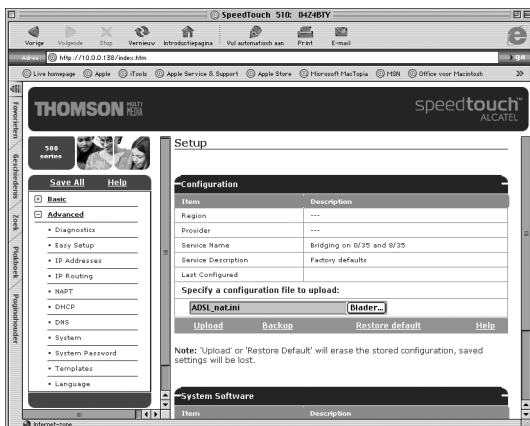 SpeedTouch 510: 04Z4BTY
Vorige Volgende Stop Vernieuw Introductiepagina Vul automatisch aan Print E-mail
Adres: http://10.0.0.138/index.htm ga
Live homepage Apple iTools Apple Service & Support Apple Store Microsoft MacTopia MSN Office voor Macintosh
Favorieten
Geschiedenis
Zoek
Plakboek
Paginahouder
THOMSON MULTI MEDIA
speedtouch™
ALCATEL
500
series
Save All Help
Basic
Advanced
• Diagnostics
• Easy Setup
• IP Addresses
• IP Routing
• NAPT
• DHCP
• DNS
• System
• System Password
• Templates
• Language
Setup
Configuration
Item Description
Region ---
Provider ---
Service Name Bridging on 0/35 and 8/35
Service Description Factory defaults
Last Configured
Specify a configuration file to upload:
ADSL_nat.ini Blader...
Upload Backup Restore default Help
Note: 'Upload' or 'Restore Default' will erase the stored configuration, saved
settings will be lost.
System Software
Item Description
Internet-zone